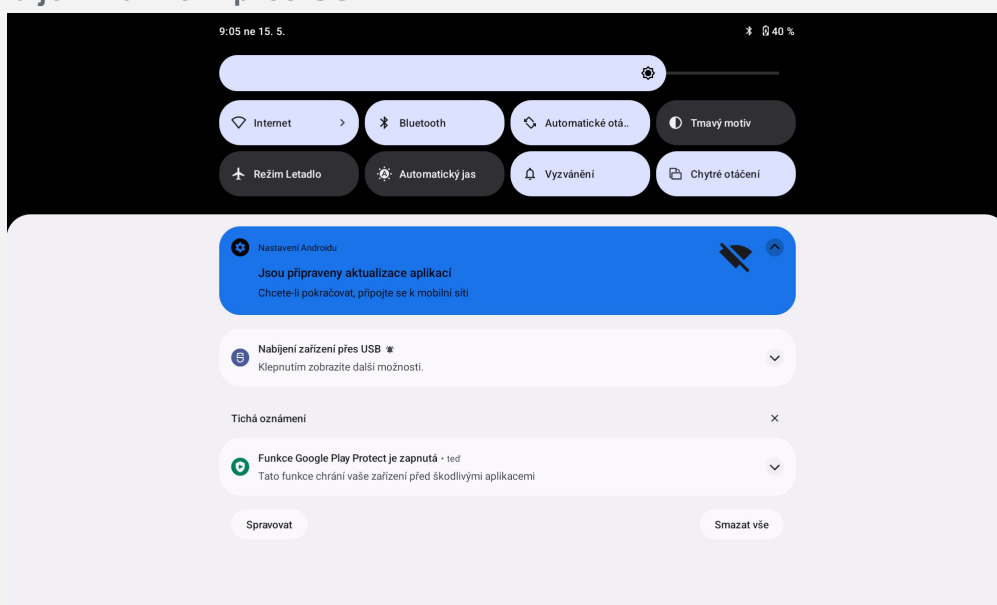 9:05 ne 15. 5.
40 %
Internet
Bluetooth
Automatické otá..
Tmavý motiv
Režim Letadlo
Automatický jas
Vyzvánění
Chytré otáčení
Nastavení Androidu
Jsou připraveny aktualizace aplikací
Chcete-li pokračovat, připojte se k mobilní síti
Nabíjení zařízení přes USB
Klepnutím zobrazíte další možnosti.
Tichá oznámení
Funkce Google Play Protect je zapnutá • teď
Tato funkce chrání vaše zařízení před škodlivými aplikacemi
Spravovat
Smazat vše